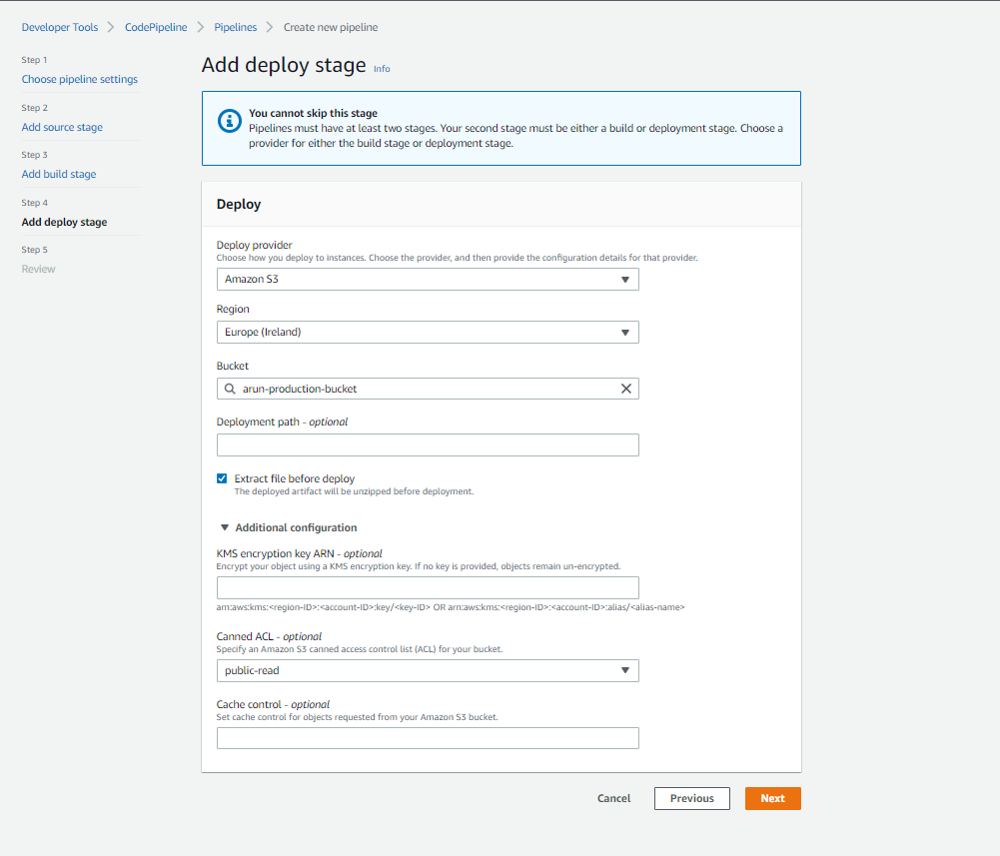 Developer Tools > CodePipeline > Pipelines > Create new pipeline
Step 1
Choose pipeline settings
Step 2
Add source stage
Step 3
Add build stage
Step 4
Add deploy stage
Step 5
Review
Add deploy stage Info
You cannot skip this stage
Pipelines must have at least two stages. Your second stage must be either a build or deployment stage. Choose a
provider for either the build stage or deployment stage.
Deploy
Deploy provider
Choose how you deploy to instances. Choose the provider, and then provide the configuration details for that provider.
Amazon S3
Region
Europe (Ireland)
Bucket
arun-production-bucket
Deployment path - optional
Extract file before deploy
The deployed artifact will be unzipped before deployment.
Additional configuration
KMS encryption key ARN - optional
Encrypt your object using a KMS encryption key. If no key is provided, objects remain un-encrypted.
arn:aws:kms:<region-ID>:<account-ID>:key/<key-ID> OR arn:aws:kms:<region-ID>:<account-ID>:alias/<alias-name>
Canned ACL - optional
Specify an Amazon S3 canned access control list (ACL) for your bucket.
public-read
Cache control - optional
Set cache control for objects requested from your Amazon S3 bucket.
Cancel
Previous
Next